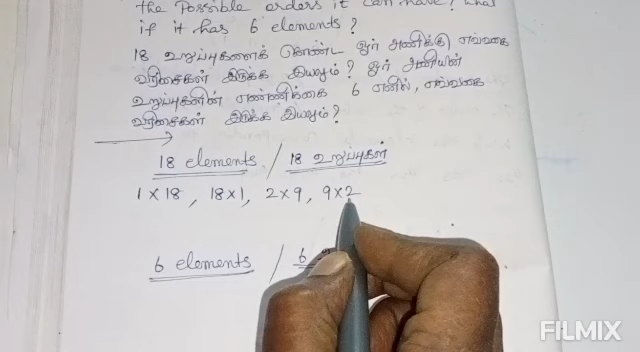 the Possible orders it can have? What
if it has 6 elements?
18 உறுப்புகளைக் கொண்ட ஓர் அணிக்கு எவ்வகை
வரிசைகள் இருக்க இயலும்? ஓர் அணியின்
உறுப்புகளின் எண்ணிக்கை 6 எனில், எவ்வகை
வரிசைகள் இருக்க இயலும்?
18 elements / 18 உறுப்புகள்
1 × 18, 18 × 1, 2 × 9, 9 × 2
6 elements / 6
FILMIX